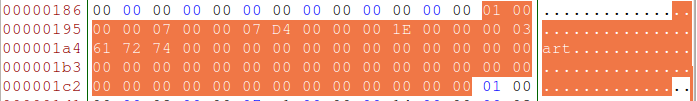 00000186 00 00 00 00 00 00 00 00 00 00 00 00 00 01 00 ...............
00000195 00 00 07 00 00 07 D4 00 00 00 1E 00 00 00 03 ...............
000001a4 61 72 74 00 00 00 00 00 00 00 00 00 00 00 00 art............
000001b3 00 00 00 00 00 00 00 00 00 00 00 00 00 00 00 ...............
000001c2 00 00 00 00 00 00 00 00 00 00 00 00 00 01 00 ...............